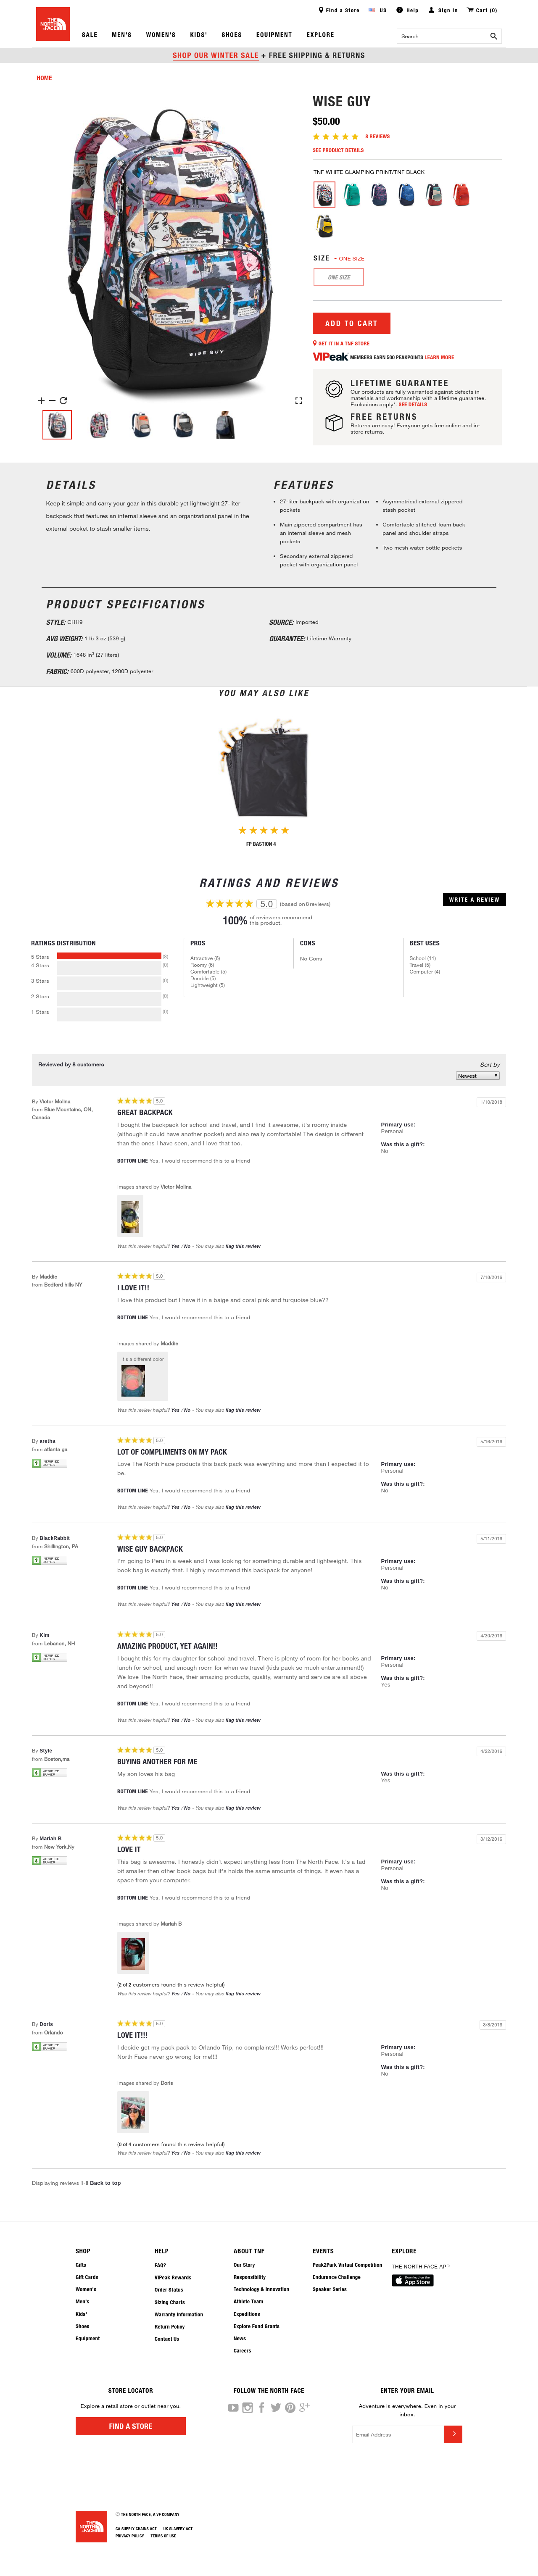 THE NORTH FACE
Find a Store US Help Sign In Cart (0)
SALE MEN'S WOMEN'S KIDS' SHOES EQUIPMENT EXPLORE
Search
SHOP OUR WINTER SALE + FREE SHIPPING & RETURNS
HOME
WISE GUY
$50.00
8 REVIEWS
SEE PRODUCT DETAILS
TNF WHITE GLAMPING PRINT/TNF BLACK
SIZE - ONE SIZE
ONE SIZE
WISE GUY
ADD TO CART
GET IT IN A TNF STORE
VIPeak MEMBERS EARN 500 PEAKPOINTS LEARN MORE
LIFETIME GUARANTEE
Our products are fully warranted against defects in
materials and workmanship with a lifetime guarantee.
Exclusions apply*. SEE DETAILS
FREE RETURNS
Returns are easy! Everyone gets free online and in-
store returns.
DETAILS
Keep it simple and carry your gear in this durable yet lightweight 27-liter
backpack that features an internal sleeve and an organizational panel in the
external pocket to stash smaller items.
FEATURES
• 27-liter backpack with organization
pockets
• Main zippered compartment has
an internal sleeve and mesh
pockets
• Secondary external zippered
pocket with organization panel
• Asymmetrical external zippered
stash pocket
• Comfortable stitched-foam back
panel and shoulder straps
• Two mesh water bottle pockets
PRODUCT SPECIFICATIONS
STYLE: CHH9
SOURCE: Imported
AVG WEIGHT: 1 lb 3 oz (539 g)
GUARANTEE: Lifetime Warranty
VOLUME: 1648 in³ (27 liters)
FABRIC: 600D polyester, 1200D polyester
YOU MAY ALSO LIKE
FP BASTION 4
RATINGS AND REVIEWS
5.0 (based on 8 reviews)
WRITE A REVIEW
100% of reviewers recommend
this product.
RATINGS DISTRIBUTION
5 Stars (8)
4 Stars (0)
3 Stars (0)
2 Stars (0)
1 Stars (0)
PROS
Attractive (8)
Roomy (6)
Comfortable (5)
Durable (5)
Lightweight (5)
CONS
No Cons
BEST USES
School (11)
Travel (5)
Computer (4)
Reviewed by 8 customers
Sort by
Newest
By Victor Molina
from Blue Mountains, ON,
Canada
5.0
1/10/2018
GREAT BACKPACK
I bought the backpack for school and travel, and I find it awesome, it's roomy inside
(although it could have another pocket) and also really comfortable! The design is different
than the ones I have seen, and I love that too.
Primary use:
Personal
Was this a gift?:
No
BOTTOM LINE Yes, I would recommend this to a friend
Images shared by Victor Molina
Was this review helpful? Yes / No - You may also flag this review
By Maddie
from Bedford hills NY
5.0
7/18/2016
I LOVE IT!!
I love this product but I have it in a baige and coral pink and turquoise blue??
BOTTOM LINE Yes, I would recommend this to a friend
Images shared by Maddie
It's a different color
Was this review helpful? Yes / No - You may also flag this review
By aretha
from atlanta ga
VERIFIED BUYER
5.0
5/16/2016
LOT OF COMPLIMENTS ON MY PACK
Love The North Face products this back pack was everything and more than I expected it to
be.
Primary use:
Personal
Was this a gift?:
No
BOTTOM LINE Yes, I would recommend this to a friend
Was this review helpful? Yes / No - You may also flag this review
By BlackRabbit
from Shillington, PA
VERIFIED BUYER
5.0
5/11/2016
WISE GUY BACKPACK
I'm going to Peru in a week and I was looking for something durable and lightweight. This
book bag is exactly that. I highly recommend this backpack for anyone!
Primary use:
Personal
Was this a gift?:
No
BOTTOM LINE Yes, I would recommend this to a friend
Was this review helpful? Yes / No - You may also flag this review
By Kim
from Lebanon, NH
VERIFIED BUYER
5.0
4/30/2016
AMAZING PRODUCT, YET AGAIN!!
I bought this for my daughter for school and travel. There is plenty of room for her books and
lunch for school, and enough room for when we travel (kids pack so much entertainment!!)
We love The North Face, their amazing products, quality, warranty and service are all above
and beyond!!
Primary use:
Personal
Was this a gift?:
Yes
BOTTOM LINE Yes, I would recommend this to a friend
Was this review helpful? Yes / No - You may also flag this review
By Style
from Boston,ma
VERIFIED BUYER
5.0
4/22/2016
BUYING ANOTHER FOR ME
My son loves his bag
Was this a gift?:
Yes
BOTTOM LINE Yes, I would recommend this to a friend
Was this review helpful? Yes / No - You may also flag this review
By Mariah B
from New York,Ny
VERIFIED BUYER
5.0
3/12/2016
LOVE IT
This bag is awesome. I honestly didn't expect anything less from The North Face. It's a tad
bit smaller then other book bags but it's holds the same amounts of things. It even has a
space from your computer.
Primary use:
Personal
Was this a gift?:
No
BOTTOM LINE Yes, I would recommend this to a friend
Images shared by Mariah B
(2 of 2 customers found this review helpful)
Was this review helpful? Yes / No - You may also flag this review
By Doris
from Orlando
VERIFIED BUYER
5.0
3/8/2016
LOVE IT!!!
I decide get my pack pack to Orlando Trip, no complaints!!! Works perfect!!!
North Face never go wrong for me!!!!
Primary use:
Personal
Was this a gift?:
No
Images shared by Doris
(0 of 4 customers found this review helpful)
Was this review helpful? Yes / No - You may also flag this review
Displaying reviews 1-8 Back to top
SHOP
Gifts
Gift Cards
Women's
Men's
Kids'
Shoes
Equipment
HELP
FAQ?
VIPeak Rewards
Order Status
Sizing Charts
Warranty Information
Return Policy
Contact Us
ABOUT TNF
Our Story
Responsibility
Technology & Innovation
Athlete Team
Expeditions
Explore Fund Grants
News
Careers
EVENTS
Peak2Park Virtual Competition
Endurance Challenge
Speaker Series
EXPLORE
THE NORTH FACE APP
Download on the
App Store
STORE LOCATOR
Explore a retail store or outlet near you.
FIND A STORE
FOLLOW THE NORTH FACE
ENTER YOUR EMAIL
Adventure is everywhere. Even in your
inbox.
Email Address
THE NORTH FACE
© THE NORTH FACE, A VF COMPANY
CA SUPPLY CHAINS ACT UK SLAVERY ACT
PRIVACY POLICY TERMS OF USE